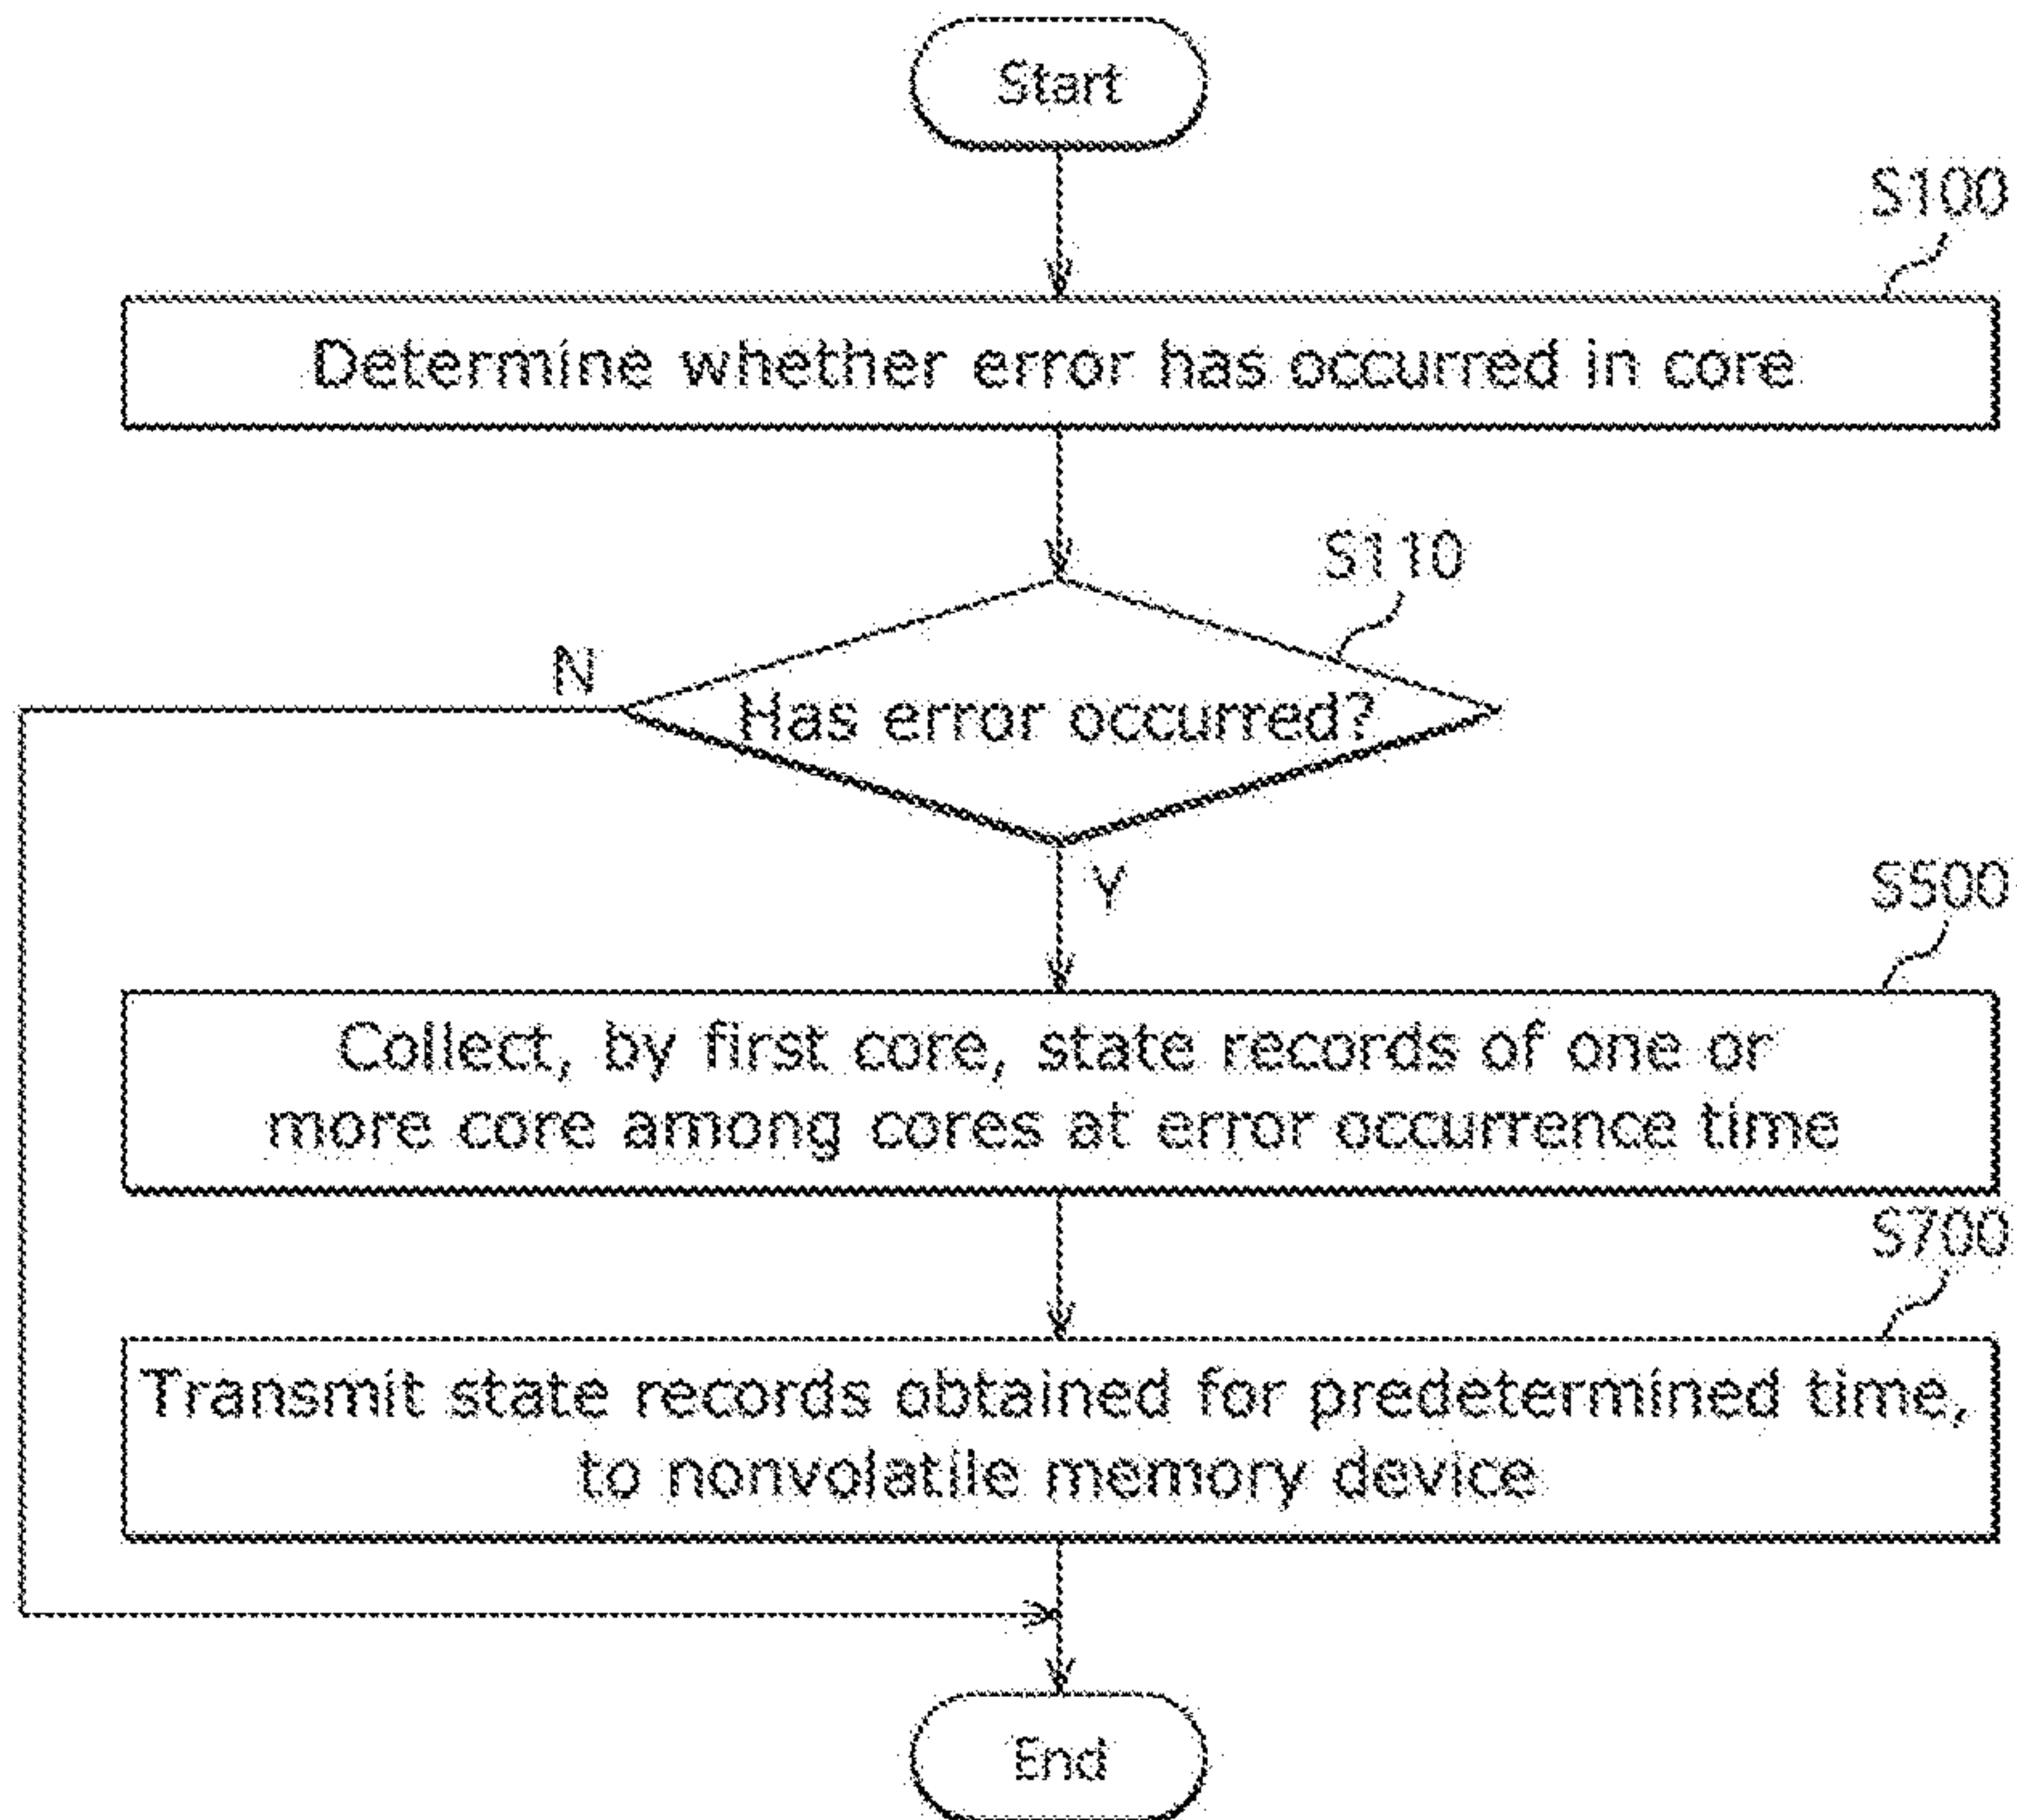 Start
S100
Determine whether error has occurred in core
S110
N
Has error occurred?
Y
S500
Collect, by first core, state records of one or
more core among cores at error occurrence time
S700
Transmit state records obtained for predetermined time,
to nonvolatile memory device
End